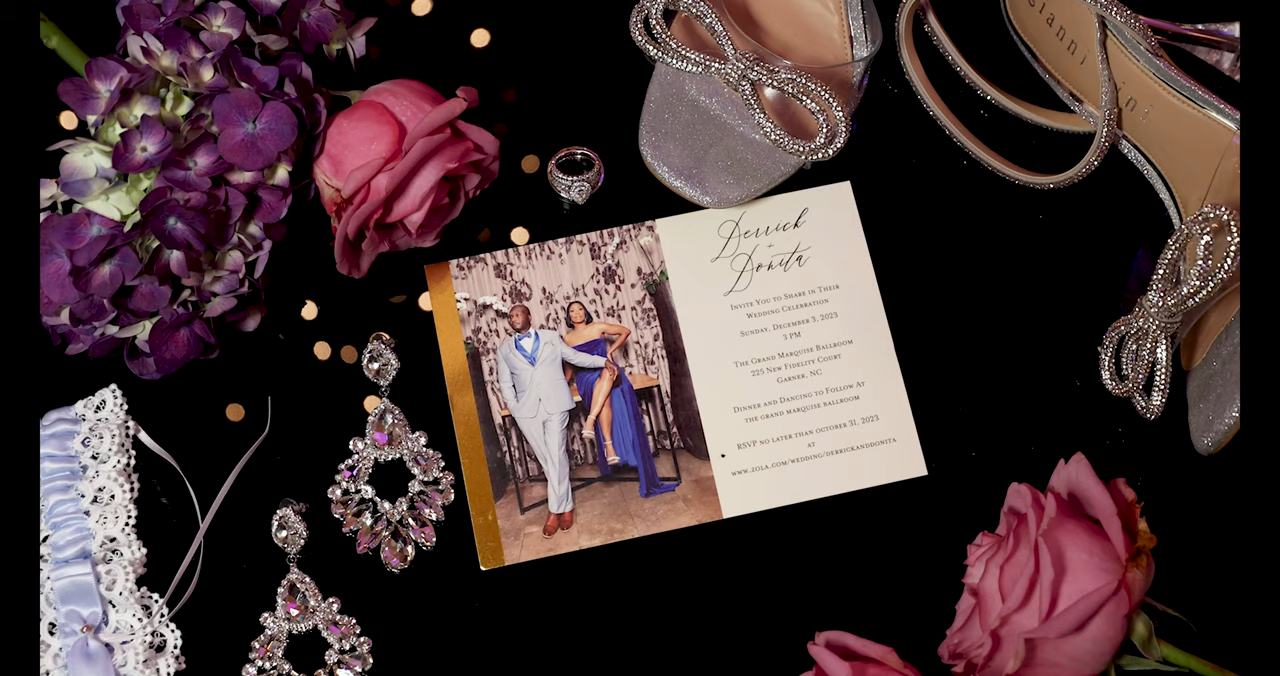 Derrick
+
Donita
Invite You to Share in Their
Wedding Celebration
Sunday, December 3, 2023
3 PM
The Grand Marquise Ballroom
225 New Fidelity Court
Garner, NC
Dinner and Dancing to Follow At
the grand marquise ballroom
RSVP no later than october 31, 2023
at
www.zola.com/wedding/derrickanddonita
gianni
ini